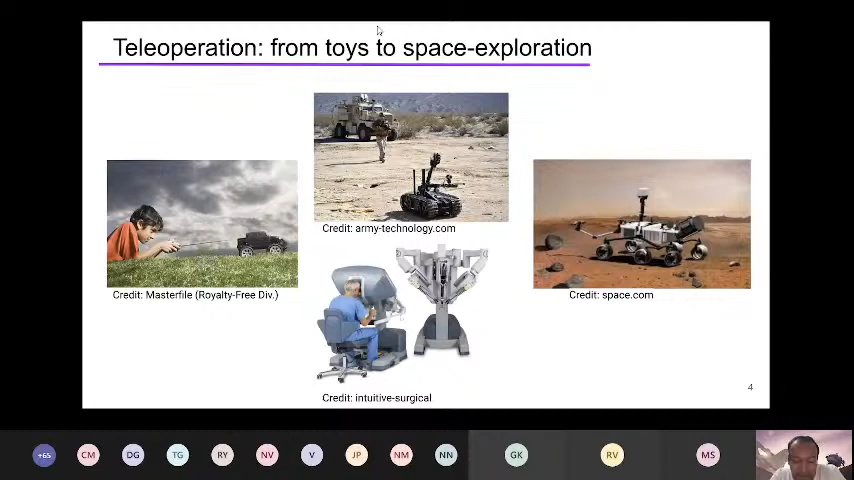 Teleoperation: from toys to space-exploration
Credit: army-technology.com
Credit: Masterfile (Royalty-Free Div.)
Credit: space.com
Credit: intuitive-surgical
4
+65
CM
DG
TG
RY
NV
V
JP
NM
NN
GK
RV
MS